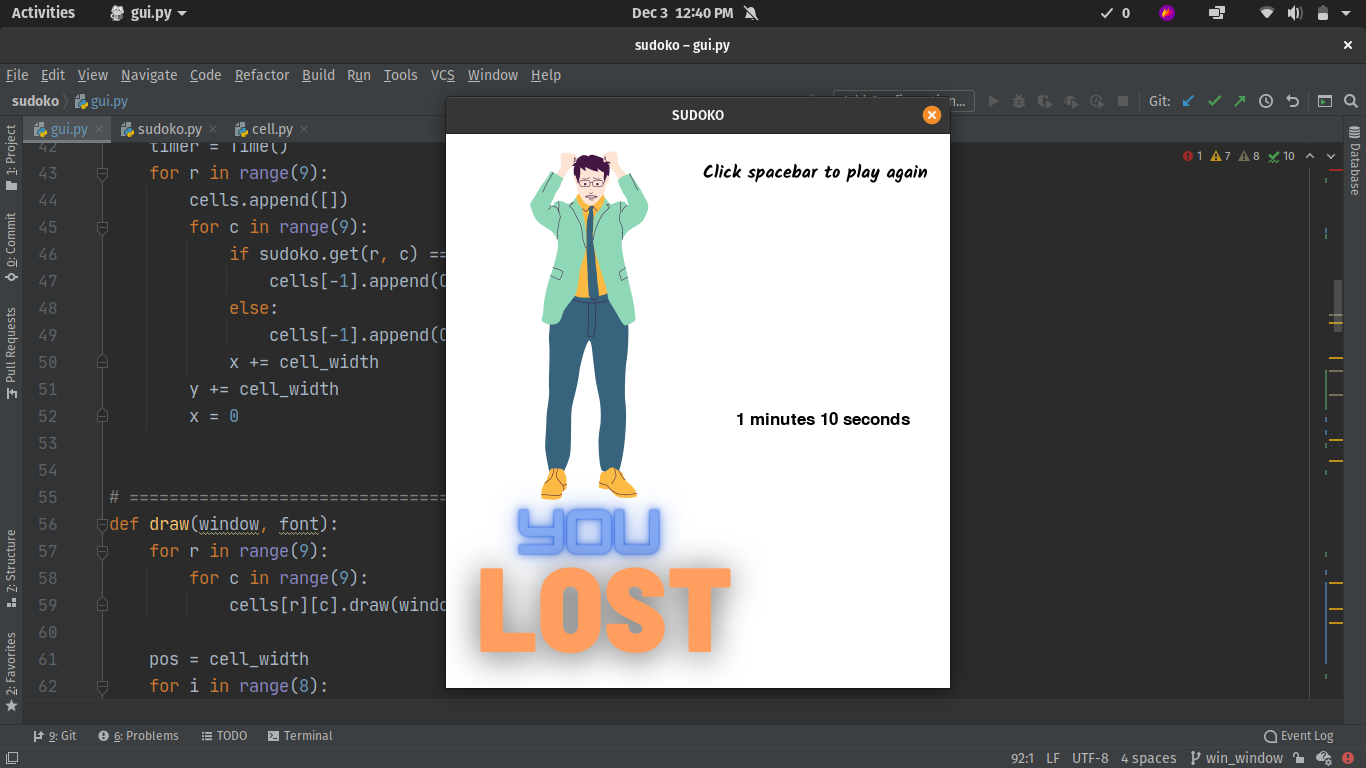 Activities
gui.py
Dec 3 12:40 PM
0
sudoko – gui.py
File Edit View Navigate Code Refactor Build Run Tools VCS Window Help
sudoko
gui.py
Git:
gui.py
sudoko.py
cell.py
1: Project
0: Commit
Pull Requests
7: Structure
2: Favorites
Database
1 7 8 10
42 timer = Time()
43 for r in range(9):
44 cells.append([])
45 for c in range(9):
46 if sudoko.get(r, c) ==
47 cells[-1].append(
48 else:
49 cells[-1].append(
50 x += cell_width
51 y += cell_width
52 x = 0
53
54
55 # ================================
56 def draw(window, font):
57 for r in range(9):
58 for c in range(9):
59 cells[r][c].draw(windo
60
61 pos = cell_width
62 for i in range(8):
SUDOKO
Click spacebar to play again
1 minutes 10 seconds
YOU
LOST
9: Git
6: Problems
TODO
Terminal
Event Log
92:1 LF UTF-8 4 spaces win_window